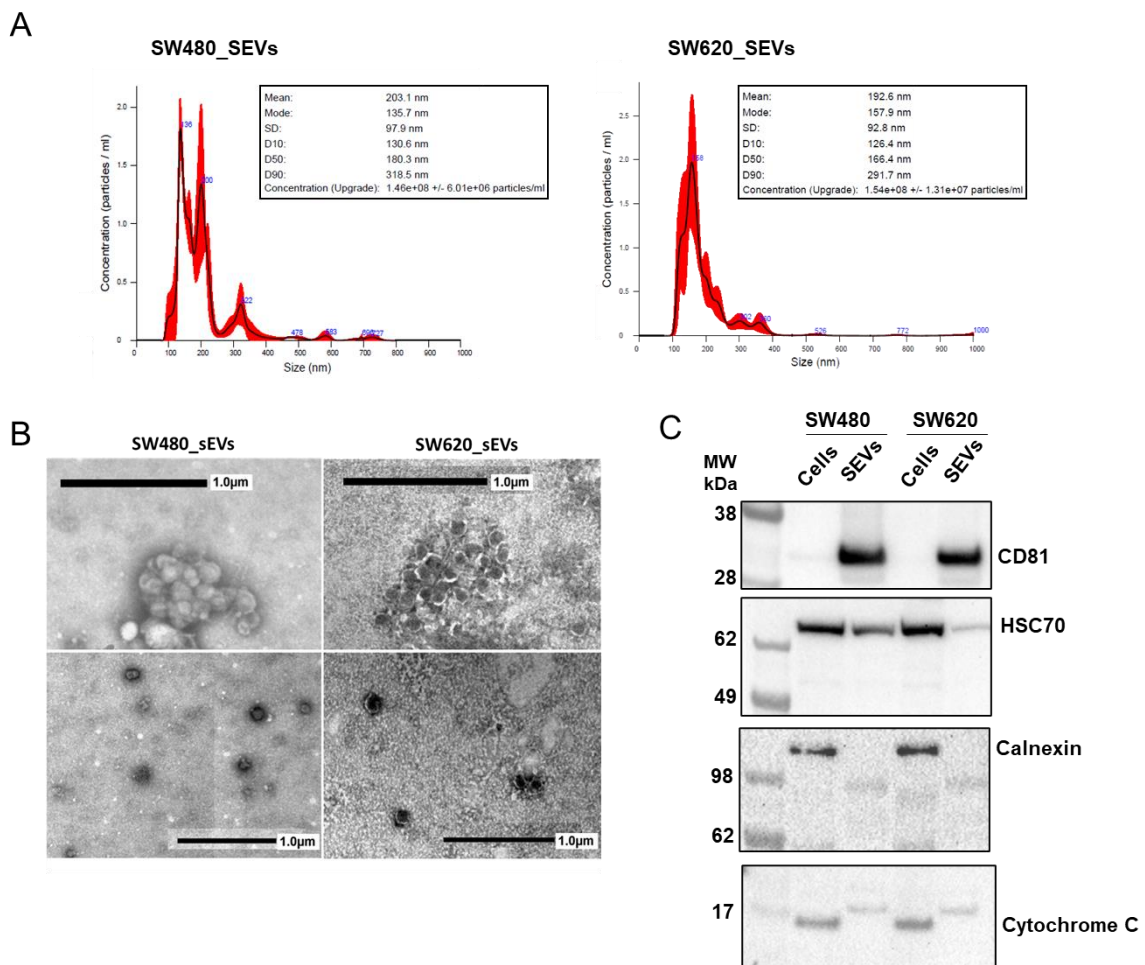 A
SW480_SEVs
Mean: 203.1 nm
Mode: 135.7 nm
SD: 97.9 nm
D10: 130.6 nm
D50: 180.3 nm
D90: 318.5 nm
Concentration (Upgrade): 1.46e+08 +/- 6.01e+06 particles/ml
Concentration (particles / ml)
2.0
1.5
1.0
0.5
0
136
322
478
583
0 100 200 300 400 500 600 700 800 900 1000
Size (nm)
SW620_SEVs
Mean: 192.6 nm
Mode: 157.9 nm
SD: 92.8 nm
D10: 126.4 nm
D50: 166.4 nm
D90: 291.7 nm
Concentration (Upgrade): 1.54e+08 +/- 1.31e+07 particles/ml
Concentration (particles / ml)
2.5
2.0
1.5
1.0
0.5
0
158
526
772
1000
0 100 200 300 400 500 600 700 800 900 1000
Size (nm)
B
SW480_sEVs
SW620_sEVs
1.0µm
1.0µm
1.0µm
1.0µm
C
SW480 SW620
MW
kDa
Cells SEVs Cells SEVs
38
28
CD81
62
49
HSC70
Calnexin
98
62
17
Cytochrome C